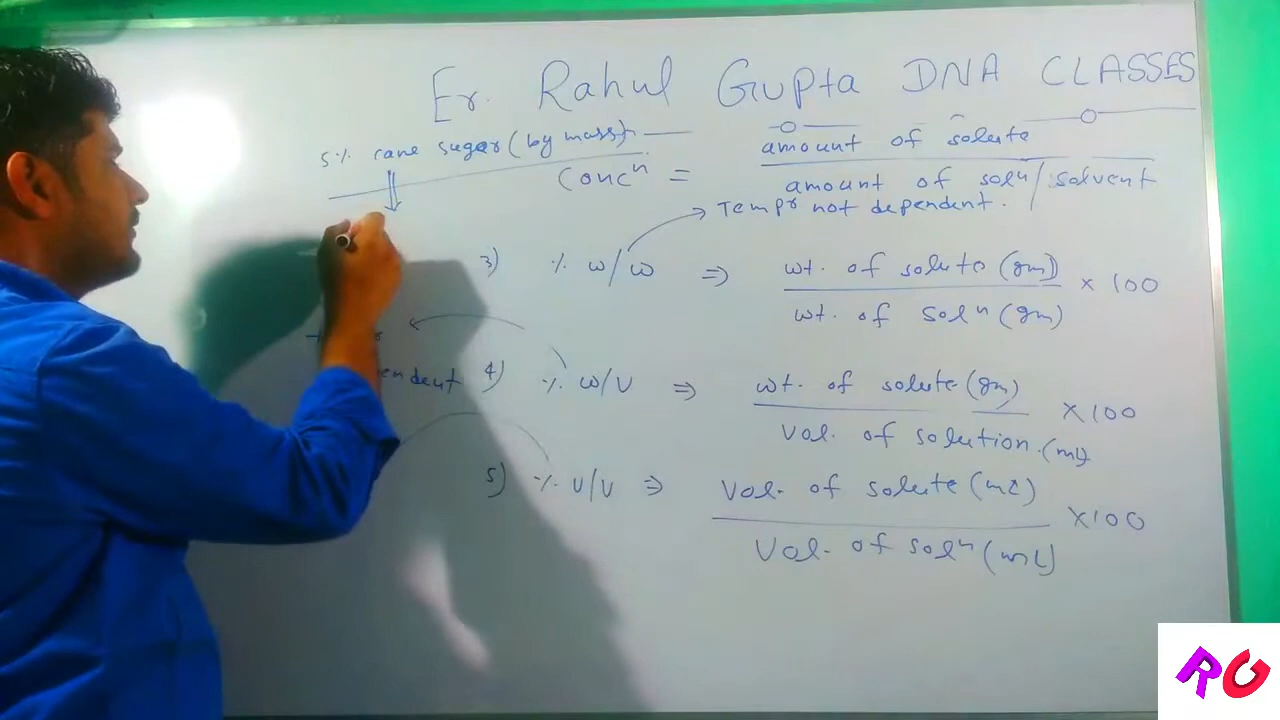 Er. Rahul Gupta DNA CLASSES
5% cane sugar (by mass)
Concⁿ = amount of solute
amount of solⁿ/solvent
Tempr not dependent.
3) % w/w ⇒ wt. of solute (gm) × 100
wt. of solⁿ (gm)
4) % w/v ⇒ wt. of solute (gm) × 100
vol. of solution. (ml)
5) % v/v ⇒ Vol. of solute (mL) × 100
Vol. of solⁿ (mL)
RG